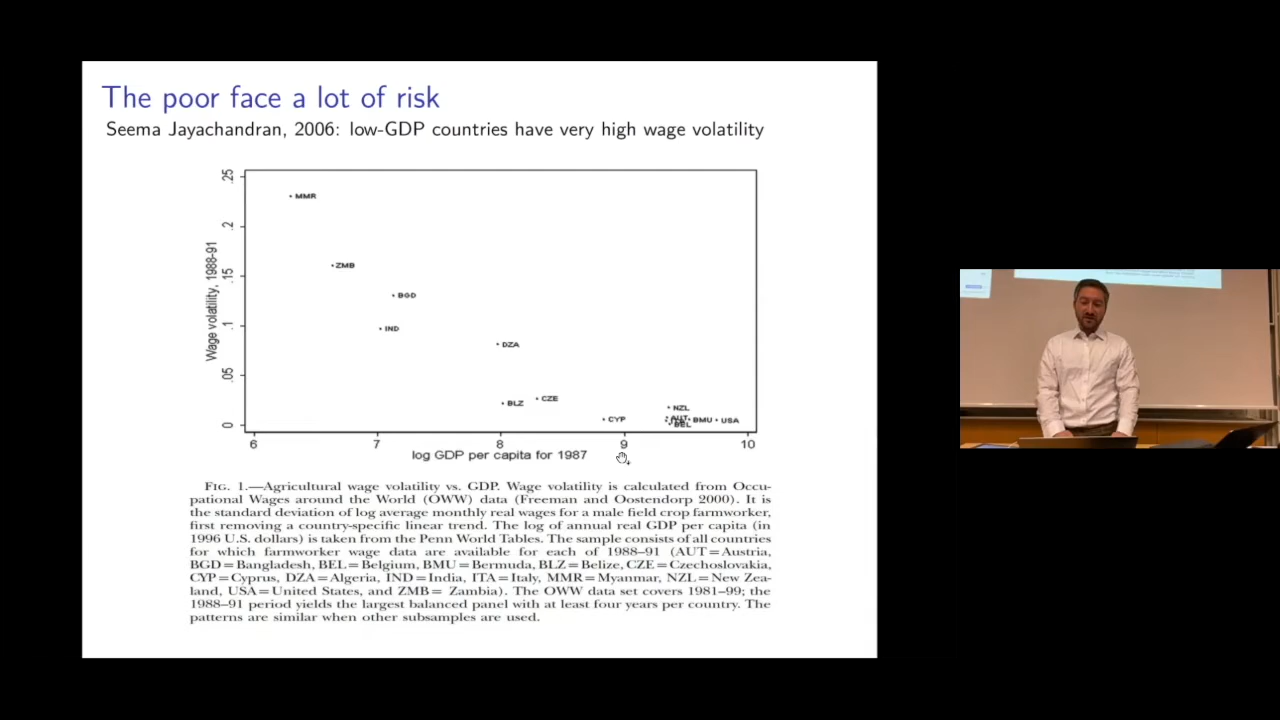 The poor face a lot of risk
Seema Jayachandran, 2006: low-GDP countries have very high wage volatility
.25
.2
.15
.1
.05
0
Wage volatility, 1988-91
MMR
ZMB
BGD
IND
DZA
BLZ
CZE
CYP
NZL
AUT
BMU
USA
BEL
6
7
8
9
10
log GDP per capita for 1987
FIG. 1.—Agricultural wage volatility vs. GDP. Wage volatility is calculated from Occu-
pational Wages around the World (OWW) data (Freeman and Oostendorp 2000). It is
the standard deviation of log average monthly real wages for a male field crop farmworker,
first removing a country-specific linear trend. The log of annual real GDP per capita (in
1996 U.S. dollars) is taken from the Penn World Tables. The sample consists of all countries
for which farmworker wage data are available for each of 1988–91 (AUT=Austria,
BGD=Bangladesh, BEL=Belgium, BMU=Bermuda, BLZ=Belize, CZE=Czechoslovakia,
CYP=Cyprus, DZA=Algeria, IND=India, ITA=Italy, MMR=Myanmar, NZL=New Zea-
land, USA=United States, and ZMB= Zambia). The OWW data set covers 1981–99; the
1988–91 period yields the largest balanced panel with at least four years per country. The
patterns are similar when other subsamples are used.